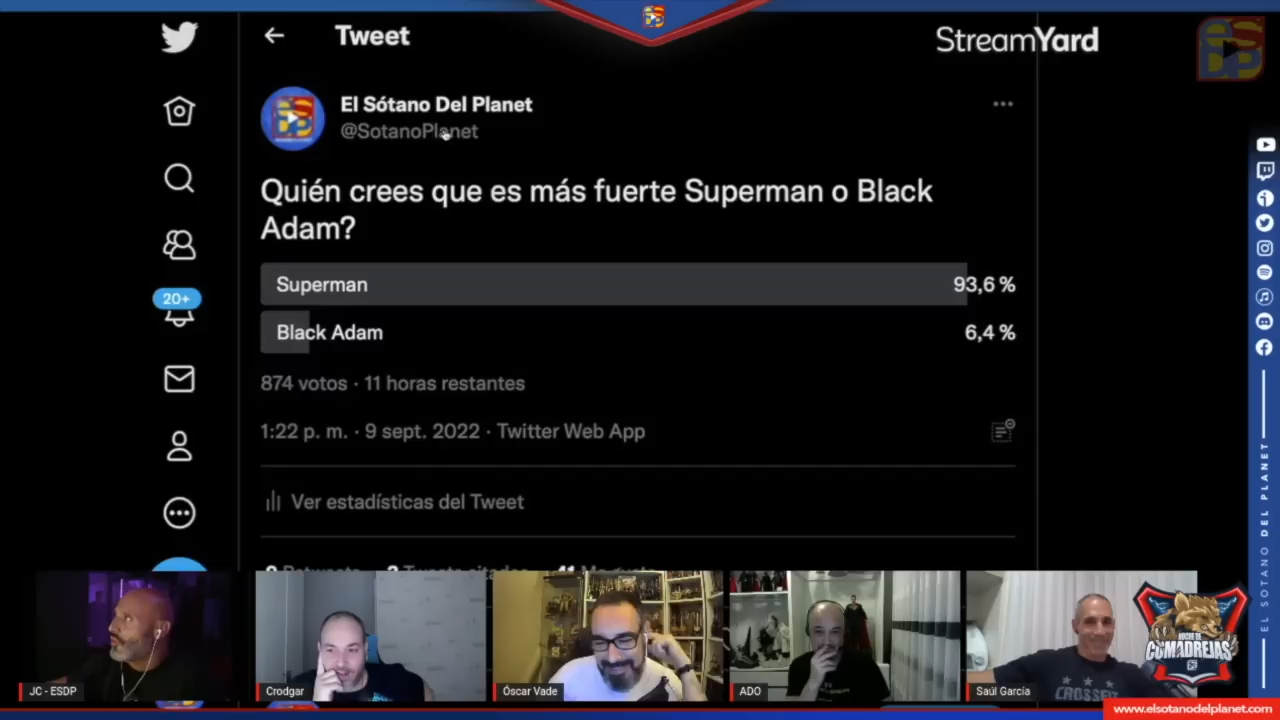 Tweet
StreamYard
El Sótano Del Planet
@SotanoPlanet
Quién crees que es más fuerte Superman o Black
Adam?
Superman 93,6 %
Black Adam 6,4 %
20+
874 votos · 11 horas restantes
1:22 p. m. · 9 sept. 2022 · Twitter Web App
Ver estadísticas del Tweet
JC - ESDP
Crodgar
Óscar Vade
ADO
Saúl García
CROSSFIT
NOCHE DE
COMADREJAS
EL SOTANO DEL PLANET
www.elsotanodelplanet.com